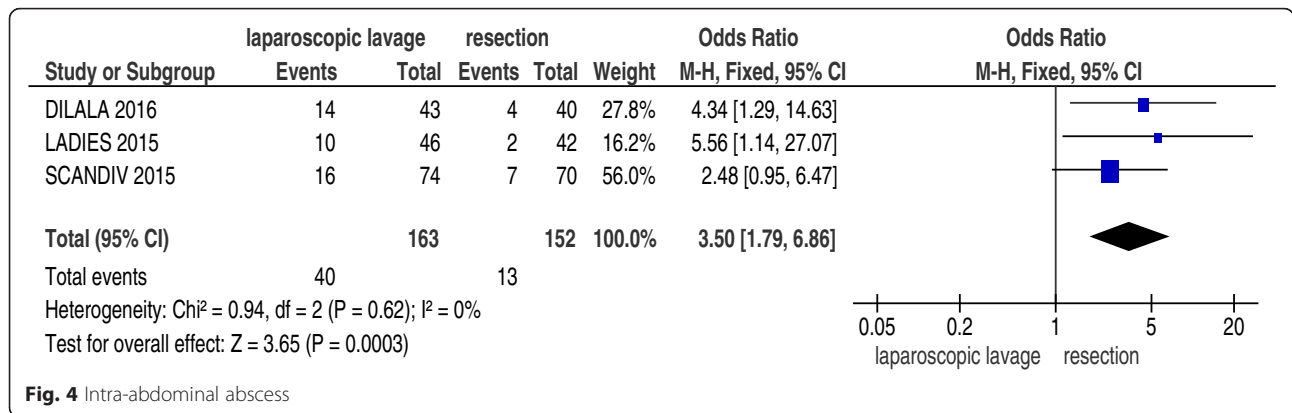 laparoscopic lavage resection Odds Ratio Odds Ratio
Study or Subgroup Events Total Events Total Weight M-H, Fixed, 95% CI M-H, Fixed, 95% CI
DILALA 2016 14 43 4 40 27.8% 4.34 [1.29, 14.63]
LADIES 2015 10 46 2 42 16.2% 5.56 [1.14, 27.07]
SCANDIV 2015 16 74 7 70 56.0% 2.48 [0.95, 6.47]
Total (95% CI) 163 152 100.0% 3.50 [1.79, 6.86]
Total events 40 13
Heterogeneity: Chi² = 0.94, df = 2 (P = 0.62); I² = 0%
Test for overall effect: Z = 3.65 (P = 0.0003)
0.05 0.2 1 5 20
laparoscopic lavage resection
Fig. 4 Intra-abdominal abscess